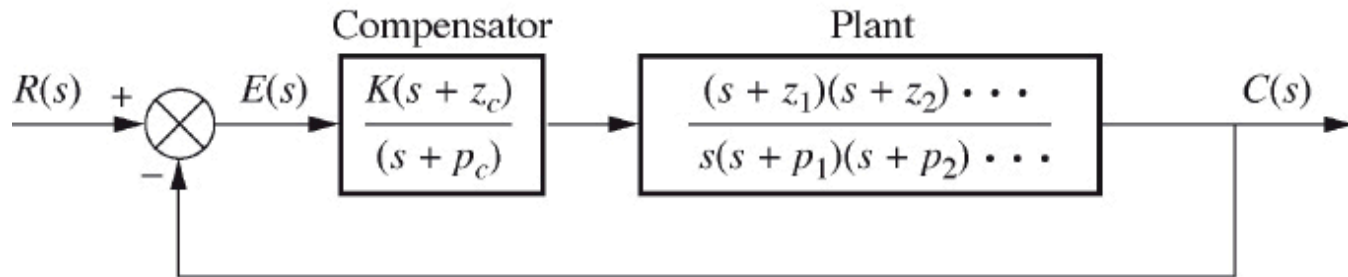 Compensator
Plant
R(s)
+
−
E(s)
K(s + z_c)
(s + p_c)
(s + z_1)(s + z_2) · · ·
s(s + p_1)(s + p_2) · · ·
C(s)